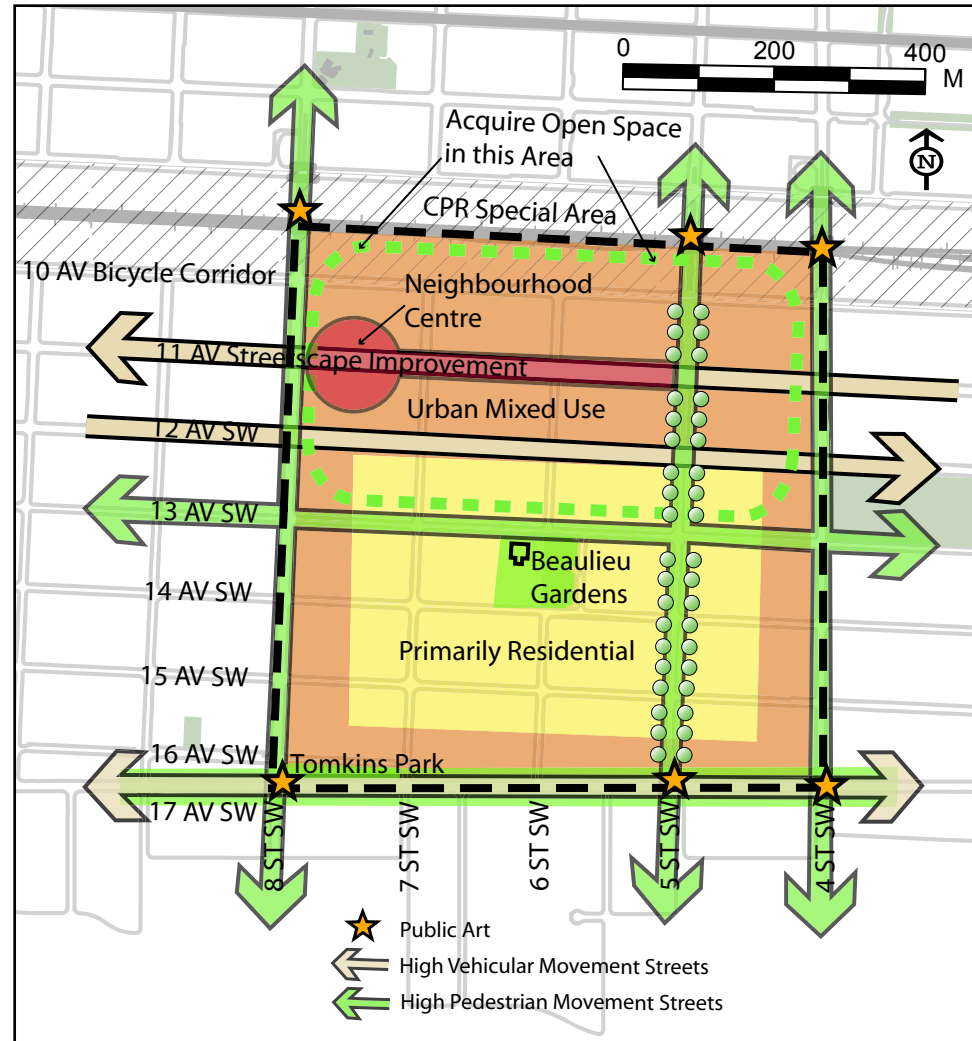 0 200 400
M
Acquire Open Space
in this Area
N
CPR Special Area
10 AV Bicycle Corridor
Neighbourhood
Centre
11 AV Streetscape Improvement
Urban Mixed Use
12 AV SW
13 AV SW
Beaulieu
Gardens
14 AV SW
Primarily Residential
15 AV SW
16 AV SW
Tomkins Park
17 AV SW
8 ST SW
7 ST SW
6 ST SW
5 ST SW
4 ST SW
Public Art
High Vehicular Movement Streets
High Pedestrian Movement Streets